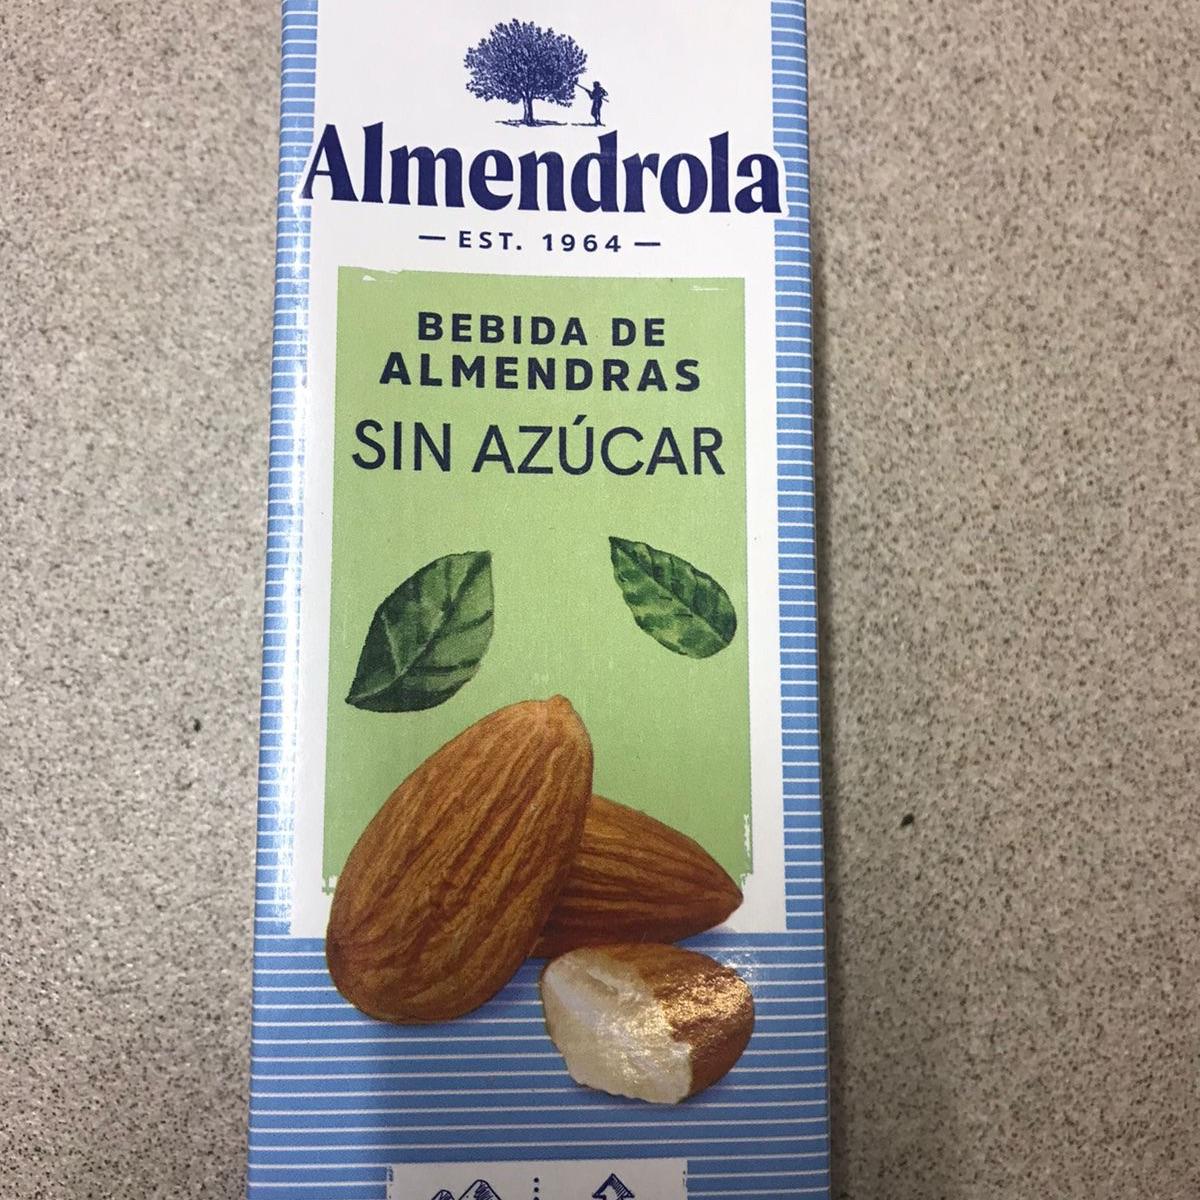 Almendrola
— EST. 1964 —
BEBIDA DE
ALMENDRAS
SIN AZÚCAR